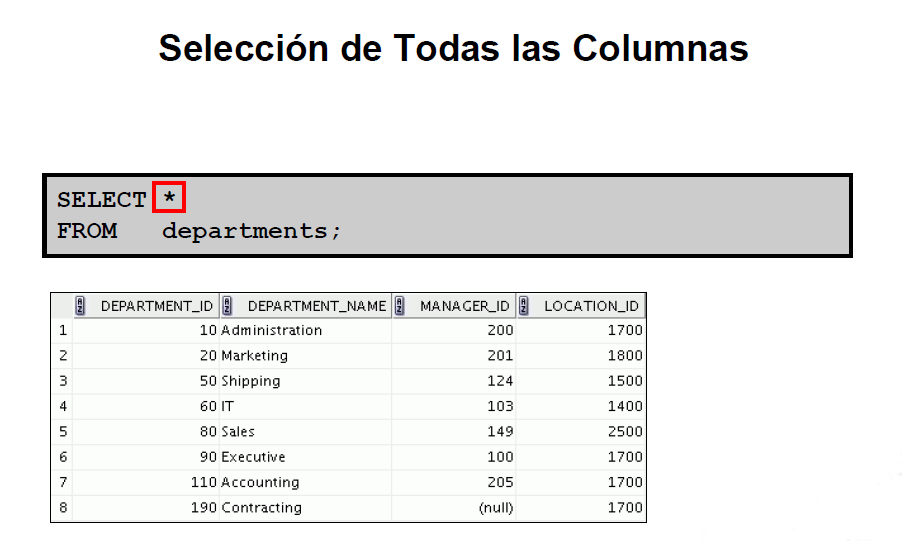 Selección de Todas las Columnas
SELECT *
FROM departments;
DEPARTMENT_ID DEPARTMENT_NAME MANAGER_ID LOCATION_ID
1 10 Administration 200 1700
2 20 Marketing 201 1800
3 50 Shipping 124 1500
4 60 IT 103 1400
5 80 Sales 149 2500
6 90 Executive 100 1700
7 110 Accounting 205 1700
8 190 Contracting (null) 1700